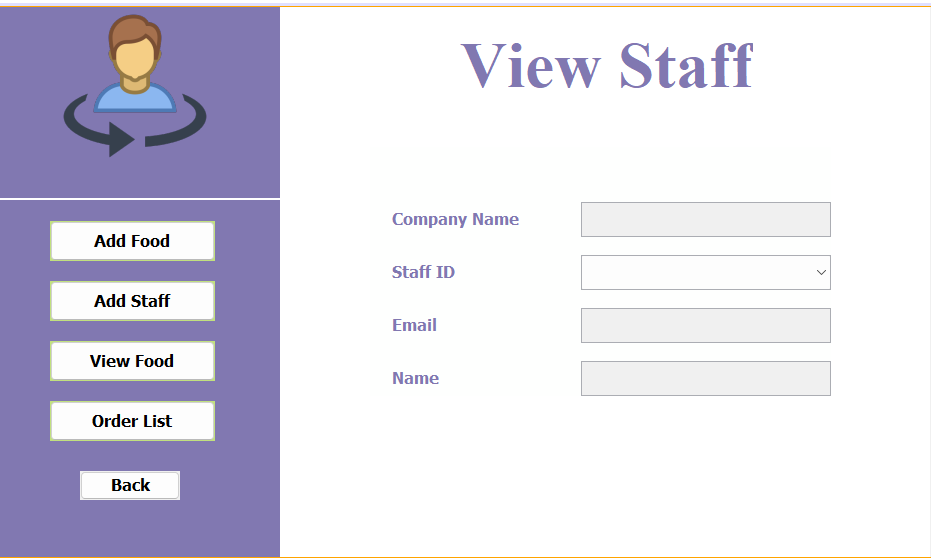 View Staff
Add Food
Add Staff
View Food
Order List
Back
Company Name
Staff ID
Email
Name